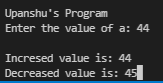 Upanshu's Program
Enter the value of a: 44
Incresed value is: 44
Decreased value is: 45